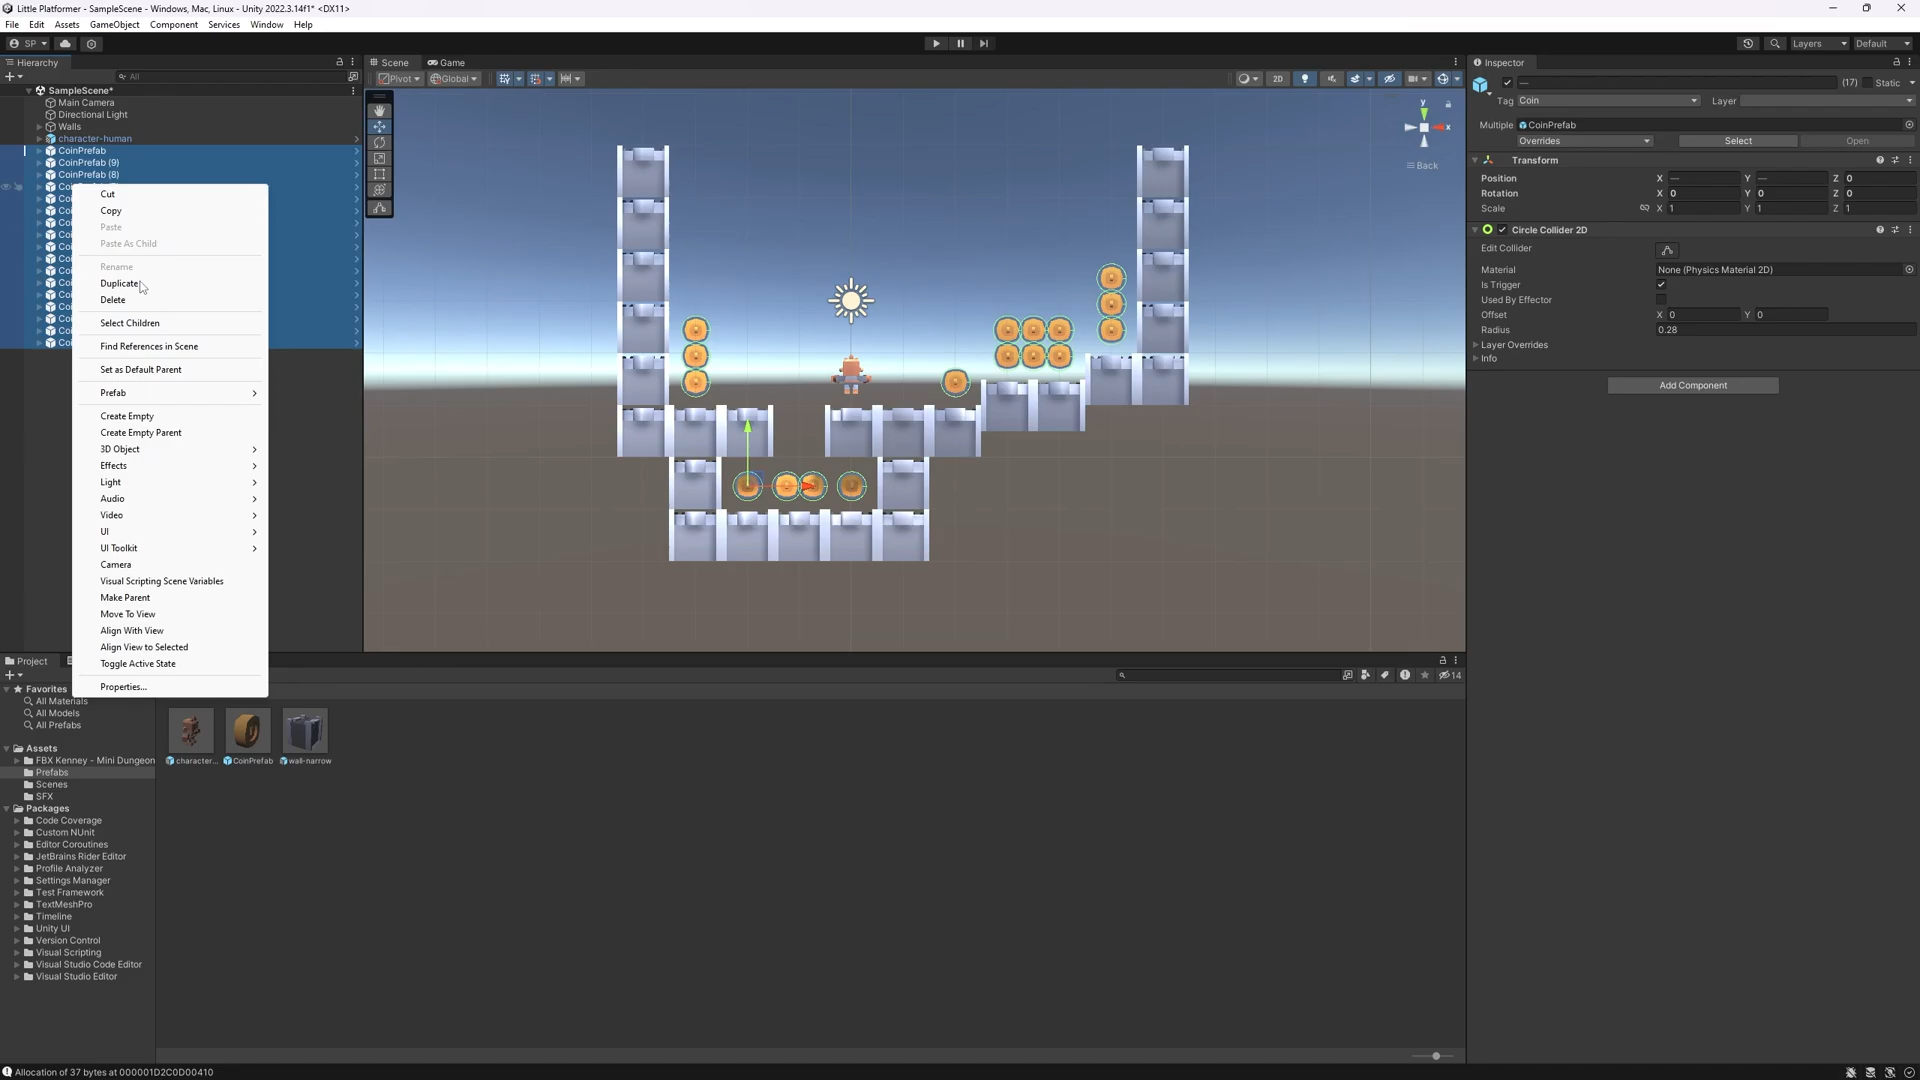 Little Platformer - SampleScene - Windows, Mac, Linux - Unity 2022.3.14f1* <DX11>
File Edit Assets GameObject Component Services Window Help
SP
Layers Default
Hierarchy
All
SampleScene*
Main Camera
Directional Light
Walls
character-human
CoinPrefab
CoinPrefab (9)
CoinPrefab (8)
Cut
Copy
Paste
Paste As Child
Rename
Duplicate
Delete
Select Children
Find References in Scene
Set as Default Parent
Prefab
Create Empty
Create Empty Parent
3D Object
Effects
Light
Audio
Video
UI
UI Toolkit
Camera
Visual Scripting Scene Variables
Make Parent
Move To View
Align With View
Align View to Selected
Toggle Active State
Properties...
Scene Game
Pivot Global
2D
y
x
Back
Inspector
— (17) Static
Tag Coin Layer
Multiple CoinPrefab
Overrides Select Open
Transform
Position X — Y — Z 0
Rotation X 0 Y 0 Z 0
Scale X 1 Y 1 Z 1
Circle Collider 2D
Edit Collider
Material None (Physics Material 2D)
Is Trigger
Used By Effector
Offset X 0 Y 0
Radius 0.28
Layer Overrides
Info
Add Component
Project
14
Favorites
All Materials
All Models
All Prefabs
Assets
FBX Kenney - Mini Dungeon
Prefabs
Scenes
SFX
Packages
Code Coverage
Custom NUnit
Editor Coroutines
JetBrains Rider Editor
Profile Analyzer
Settings Manager
Test Framework
TextMeshPro
Timeline
Unity UI
Version Control
Visual Scripting
Visual Studio Code Editor
Visual Studio Editor
character... CoinPrefab wall-narrow
Allocation of 37 bytes at 000001D2C0D00410